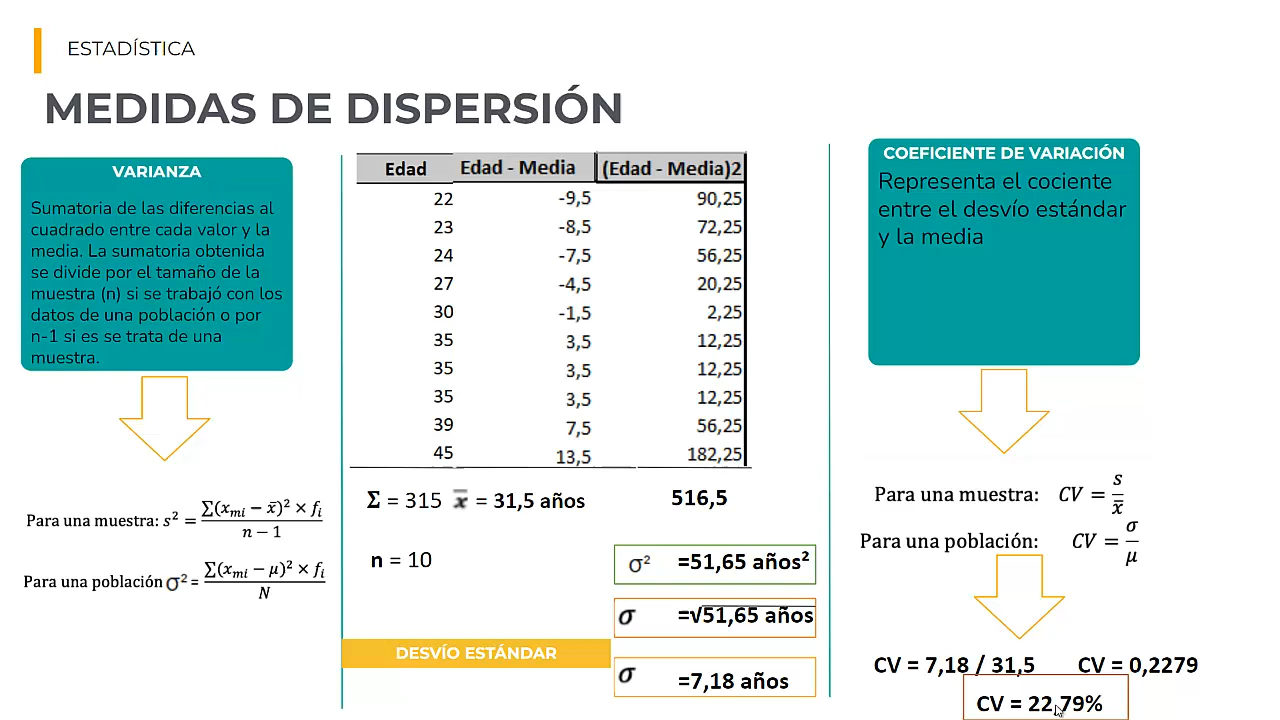 ESTADÍSTICA
MEDIDAS DE DISPERSIÓN
VARIANZA
Sumatoria de las diferencias al
cuadrado entre cada valor y la
media. La sumatoria obtenida
se divide por el tamaño de la
muestra (n) si se trabajó con los
datos de una población o por
n-1 si es se trata de una
muestra.
Para una muestra: s² = ∑(x_mi − x̄)² × f_i / n − 1
Para una población σ² = ∑(x_mi − μ)² × f_i / N
Edad Edad - Media (Edad - Media)2
22 -9,5 90,25
23 -8,5 72,25
24 -7,5 56,25
27 -4,5 20,25
30 -1,5 2,25
35 3,5 12,25
35 3,5 12,25
35 3,5 12,25
39 7,5 56,25
45 13,5 182,25
Σ = 315 x̄ = 31,5 años 516,5
n = 10
σ² =51,65 años²
σ =√51,65 años
DESVÍO ESTÁNDAR
σ =7,18 años
COEFICIENTE DE VARIACIÓN
Representa el cociente
entre el desvío estándar
y la media
Para una muestra: CV = s / x̄
Para una población: CV = σ / μ
CV = 7,18 / 31,5 CV = 0,2279
CV = 22,79%